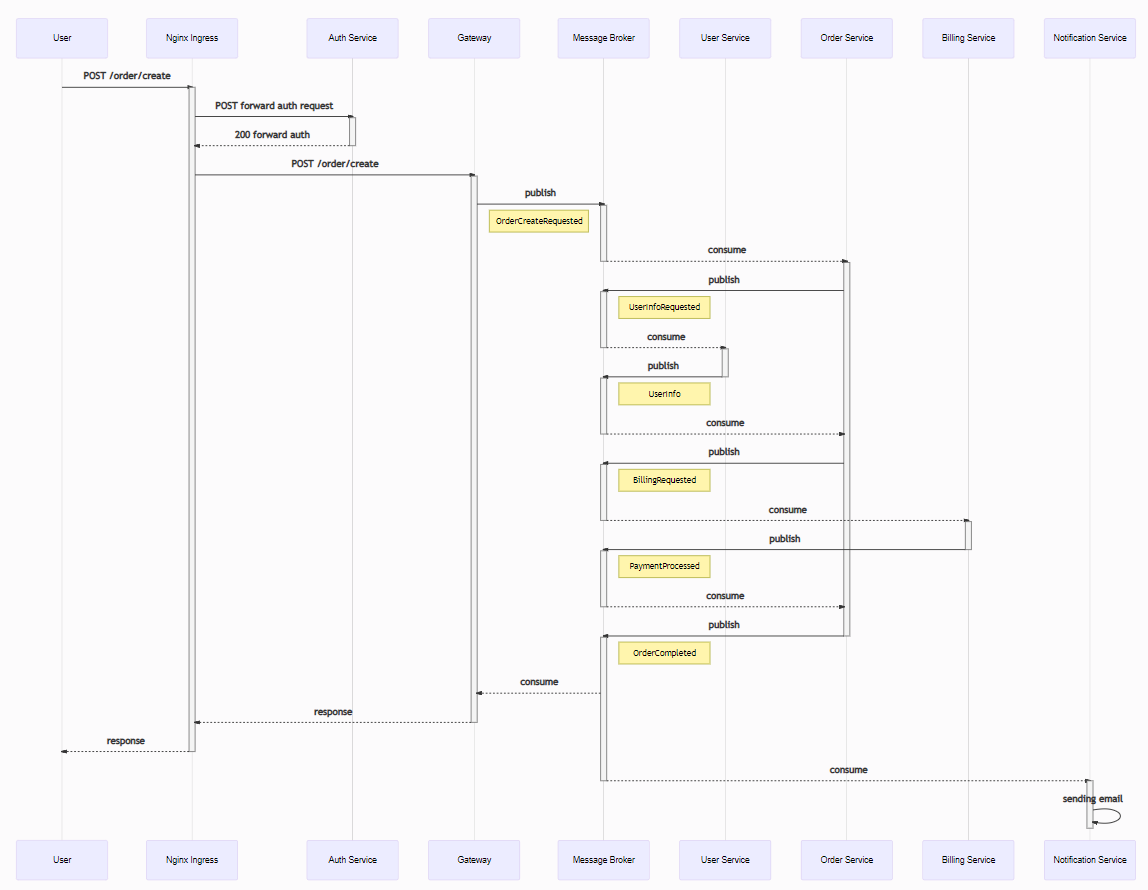 User
Nginx Ingress
Auth Service
Gateway
Message Broker
User Service
Order Service
Billing Service
Notification Service
POST /order/create
POST forward auth request
200 forward auth
POST /order/create
publish
OrderCreateRequested
consume
publish
UserInfoRequested
consume
publish
UserInfo
consume
publish
BillingRequested
consume
publish
PaymentProcessed
consume
publish
OrderCompleted
consume
response
response
consume
sending email
User
Nginx Ingress
Auth Service
Gateway
Message Broker
User Service
Order Service
Billing Service
Notification Service